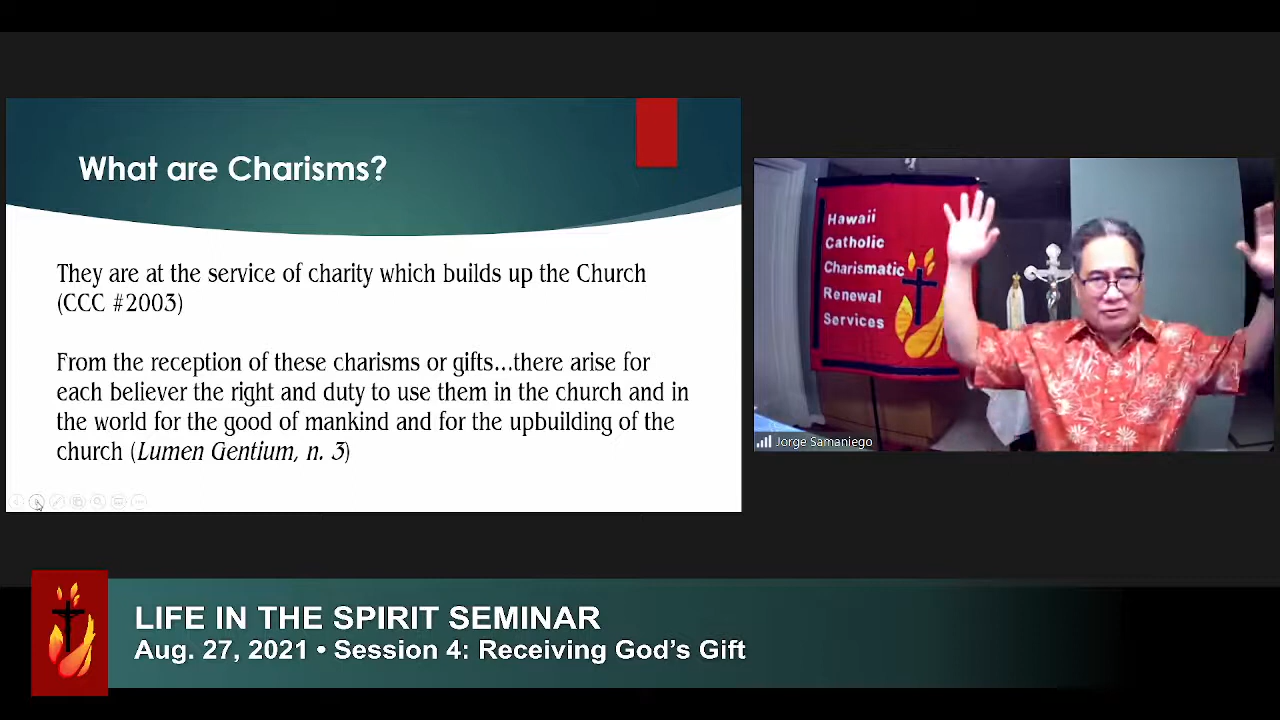 What are Charisms?
They are at the service of charity which builds up the Church
(CCC #2003)
From the reception of these charisms or gifts...there arise for
each believer the right and duty to use them in the church and in
the world for the good of mankind and for the upbuilding of the
church (Lumen Gentium, n. 3)
Hawaii
Catholic
Charismatic
Renewal
Services
Jorge Samaniego
LIFE IN THE SPIRIT SEMINAR
Aug. 27, 2021 • Session 4: Receiving God's Gift